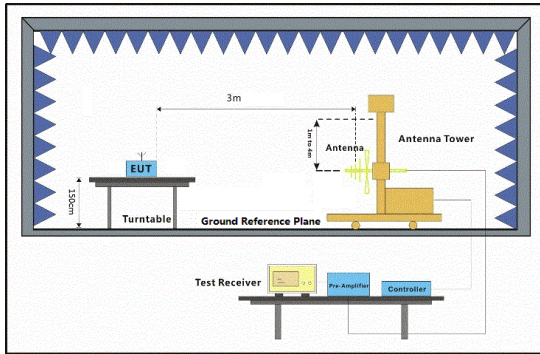 3m
1m to 4m
Antenna
Antenna Tower
EUT
150cm
Turntable
Ground Reference Plane
Test Receiver
Pre-Amplifier
Controller